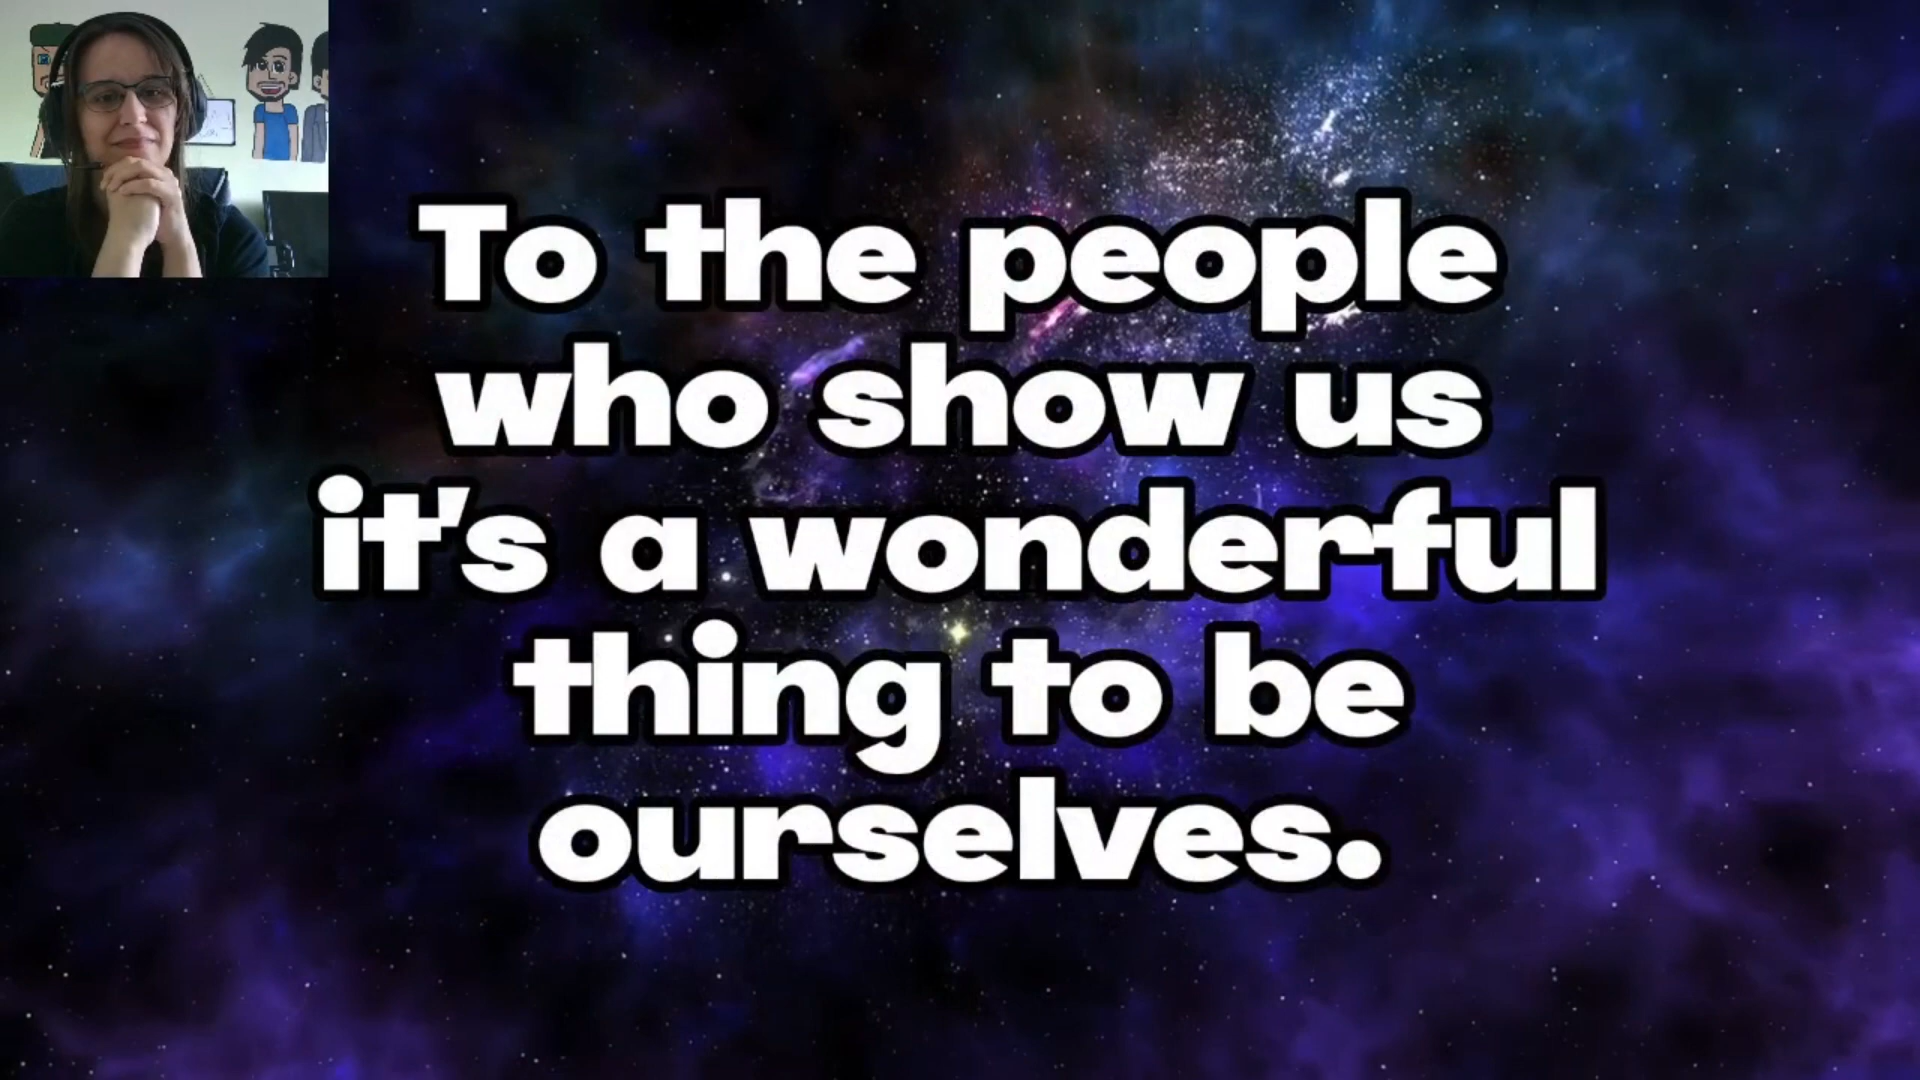 To the people
who show us
it's a wonderful
thing to be
ourselves.